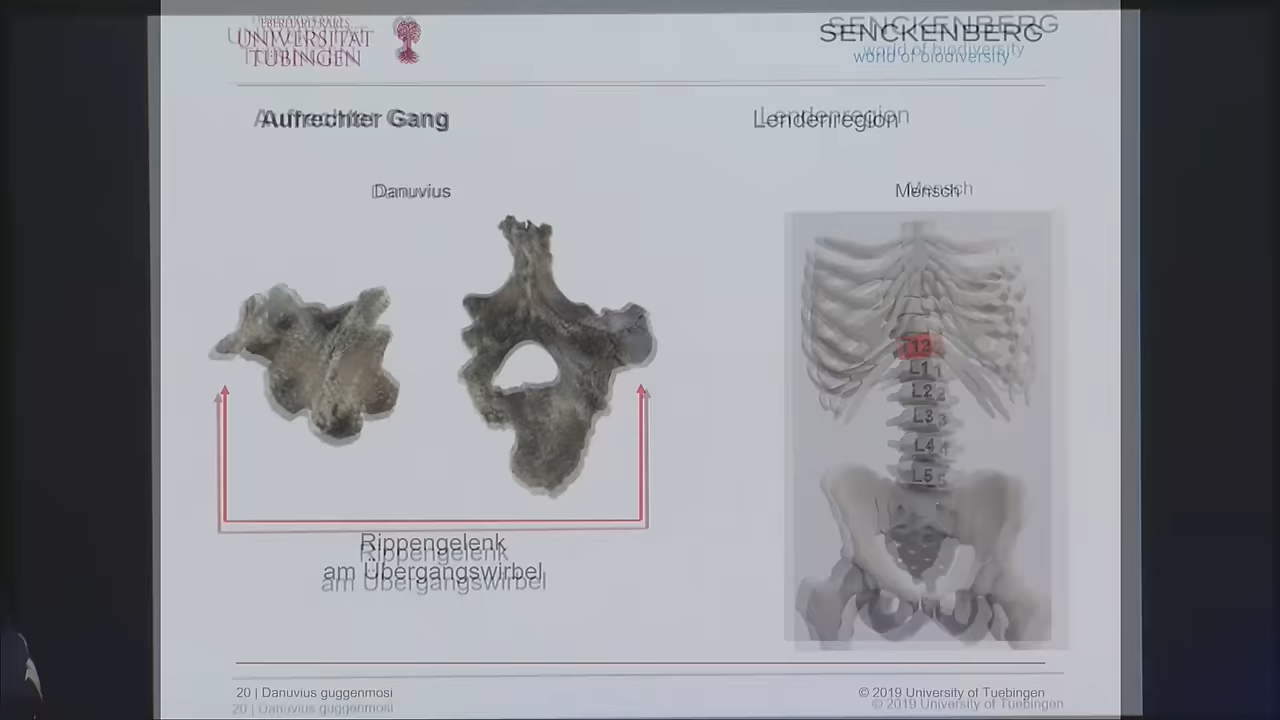 EBERHARD KARLS
UNIVERSITÄT
TÜBINGEN
SENCKENBERG
world of biodiversity
Aufrechter Gang
Lendenregion
Danuvius
Mensch
T12
L1
L2
L3
L4
L5
Rippengelenk
am Übergangswirbel
20 | Danuvius guggenmosi
© 2019 University of Tuebingen